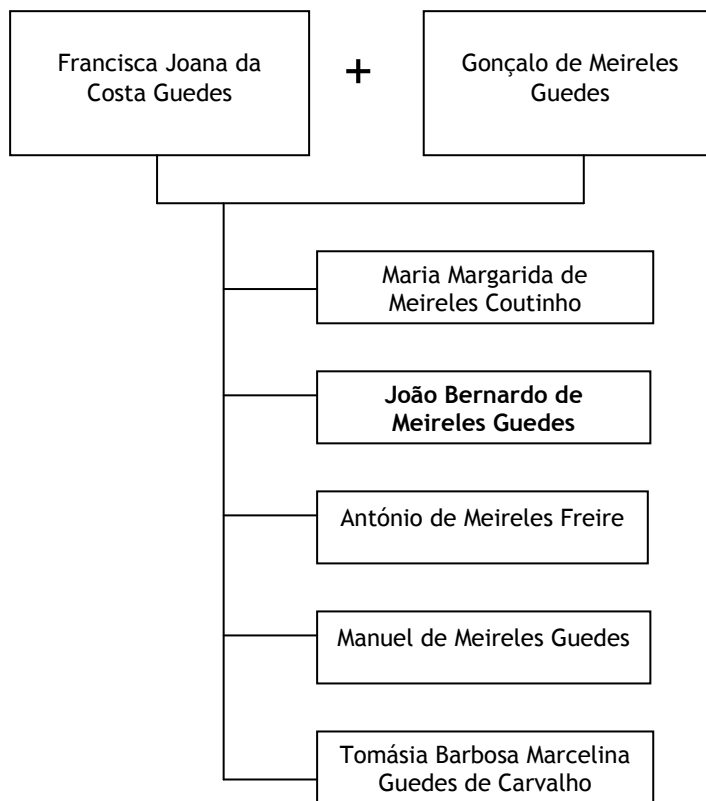 Francisca Joana da
Costa Guedes
+
Gonçalo de Meireles
Guedes
Maria Margarida de
Meireles Coutinho
João Bernardo de
Meireles Guedes
António de Meireles Freire
Manuel de Meireles Guedes
Tomásia Barbosa Marcelina
Guedes de Carvalho